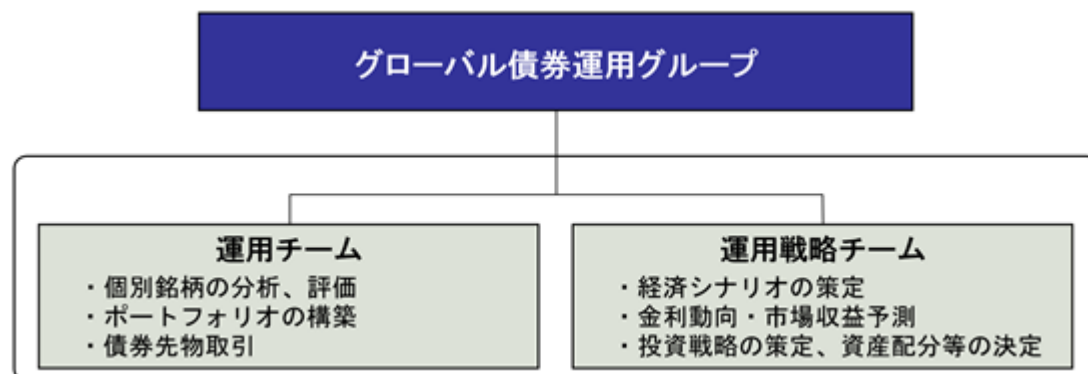 グローバル債券運用グループ
運用チーム
・個別銘柄の分析、評価
・ポートフォリオの構築
・債券先物取引
運用戦略チーム
・経済シナリオの策定
・金利動向・市場収益予測
・投資戦略の策定、資産配分等の決定